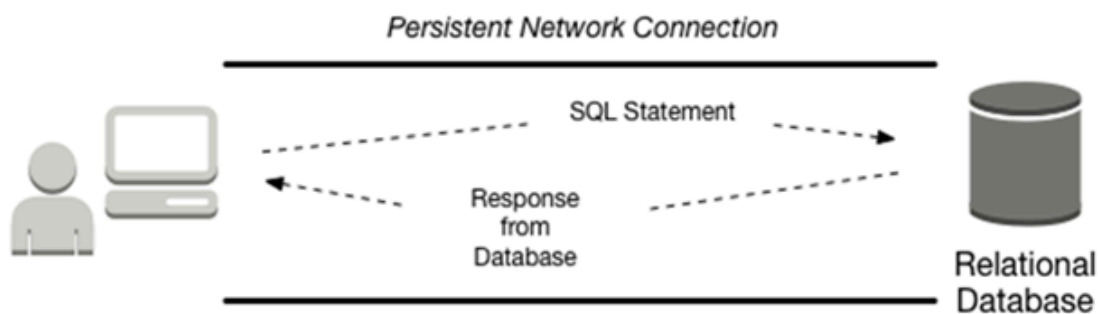 Persistent Network Connection
SQL Statement
Response
from
Database
Relational
Database